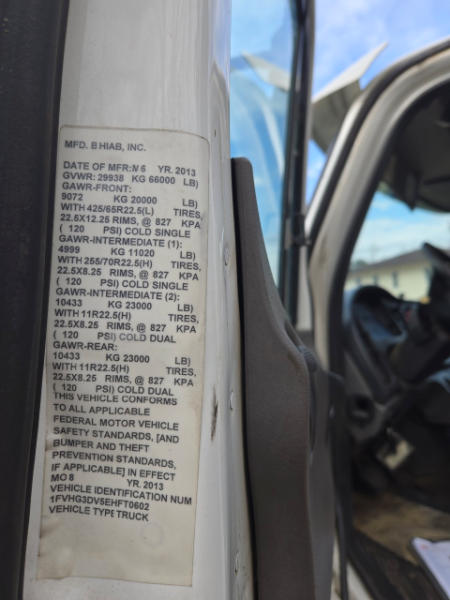 MFD. B HIAB, INC.
DATE OF MFR: M 6 YR. 2013
GVWR: 29938 KG 66000 LB)
GAWR-FRONT:
9072 KG 20000 LB)
WITH 425/65R22.5(L) TIRES,
22.5X12.25 RIMS, @ 827 KPA
( 120 PSI) COLD SINGLE
GAWR-INTERMEDIATE (1):
4999 KG 11020 LB)
WITH 255/70R22.5(H) TIRES,
22.5X8.25 RIMS, @ 827 KPA
( 120 PSI) COLD SINGLE
GAWR-INTERMEDIATE (2):
10433 KG 23000 LB)
WITH 11R22.5(H) TIRES,
22.5X8.25 RIMS, @ 827 KPA
( 120 PSI) COLD DUAL
GAWR-REAR:
10433 KG 23000 LB)
WITH 11R22.5(H) TIRES,
22.5X8.25 RIMS, @ 827 KPA
( 120 PSI) COLD DUAL
THIS VEHICLE CONFORMS
TO ALL APPLICABLE
FEDERAL MOTOR VEHICLE
SAFETY STANDARDS, [AND
BUMPER AND THEFT
PREVENTION STANDARDS,
IF APPLICABLE] IN EFFECT
MO 8 YR. 2013
VEHICLE IDENTIFICATION NUM
1FVHG3DV5EHFT0602
VEHICLE TYPE TRUCK